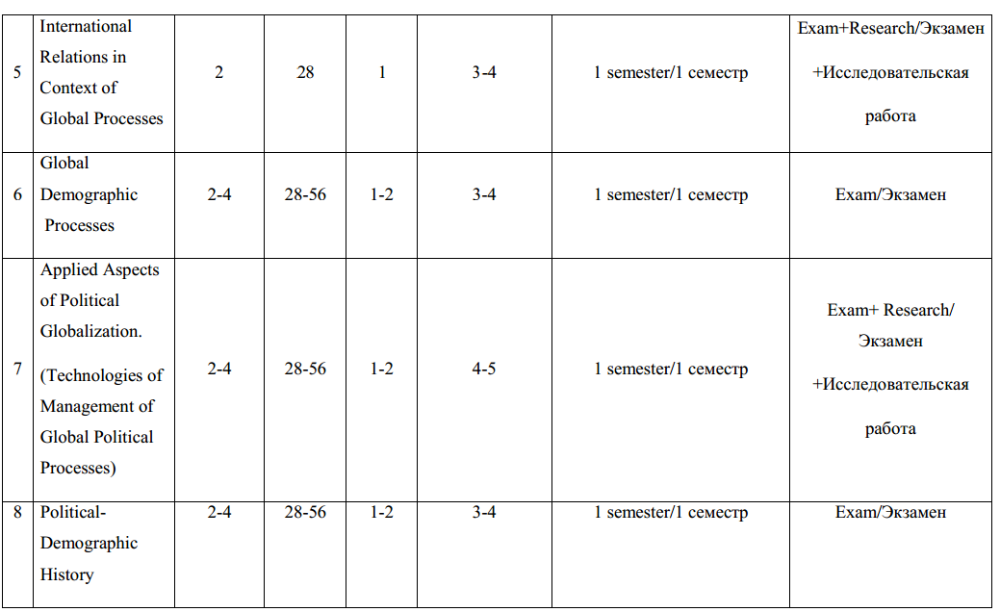 International
Relations in
Context of
Global Processes
5
2
28
1
3-4
1 semester/1 семестр
Exam+Research/Экзамен
+Исследовательская
работа
Global
Demographic
Processes
6
2-4
28-56
1-2
3-4
1 semester/1 семестр
Exam/Экзамен
Applied Aspects
of Political
Globalization.
(Technologies of
Management of
Global Political
Processes)
7
2-4
28-56
1-2
4-5
1 semester/1 семестр
Exam+ Research/
Экзамен
+Исследовательская
работа
8
Political-
Demographic
History
2-4
28-56
1-2
3-4
1 semester/1 семестр
Exam/Экзамен